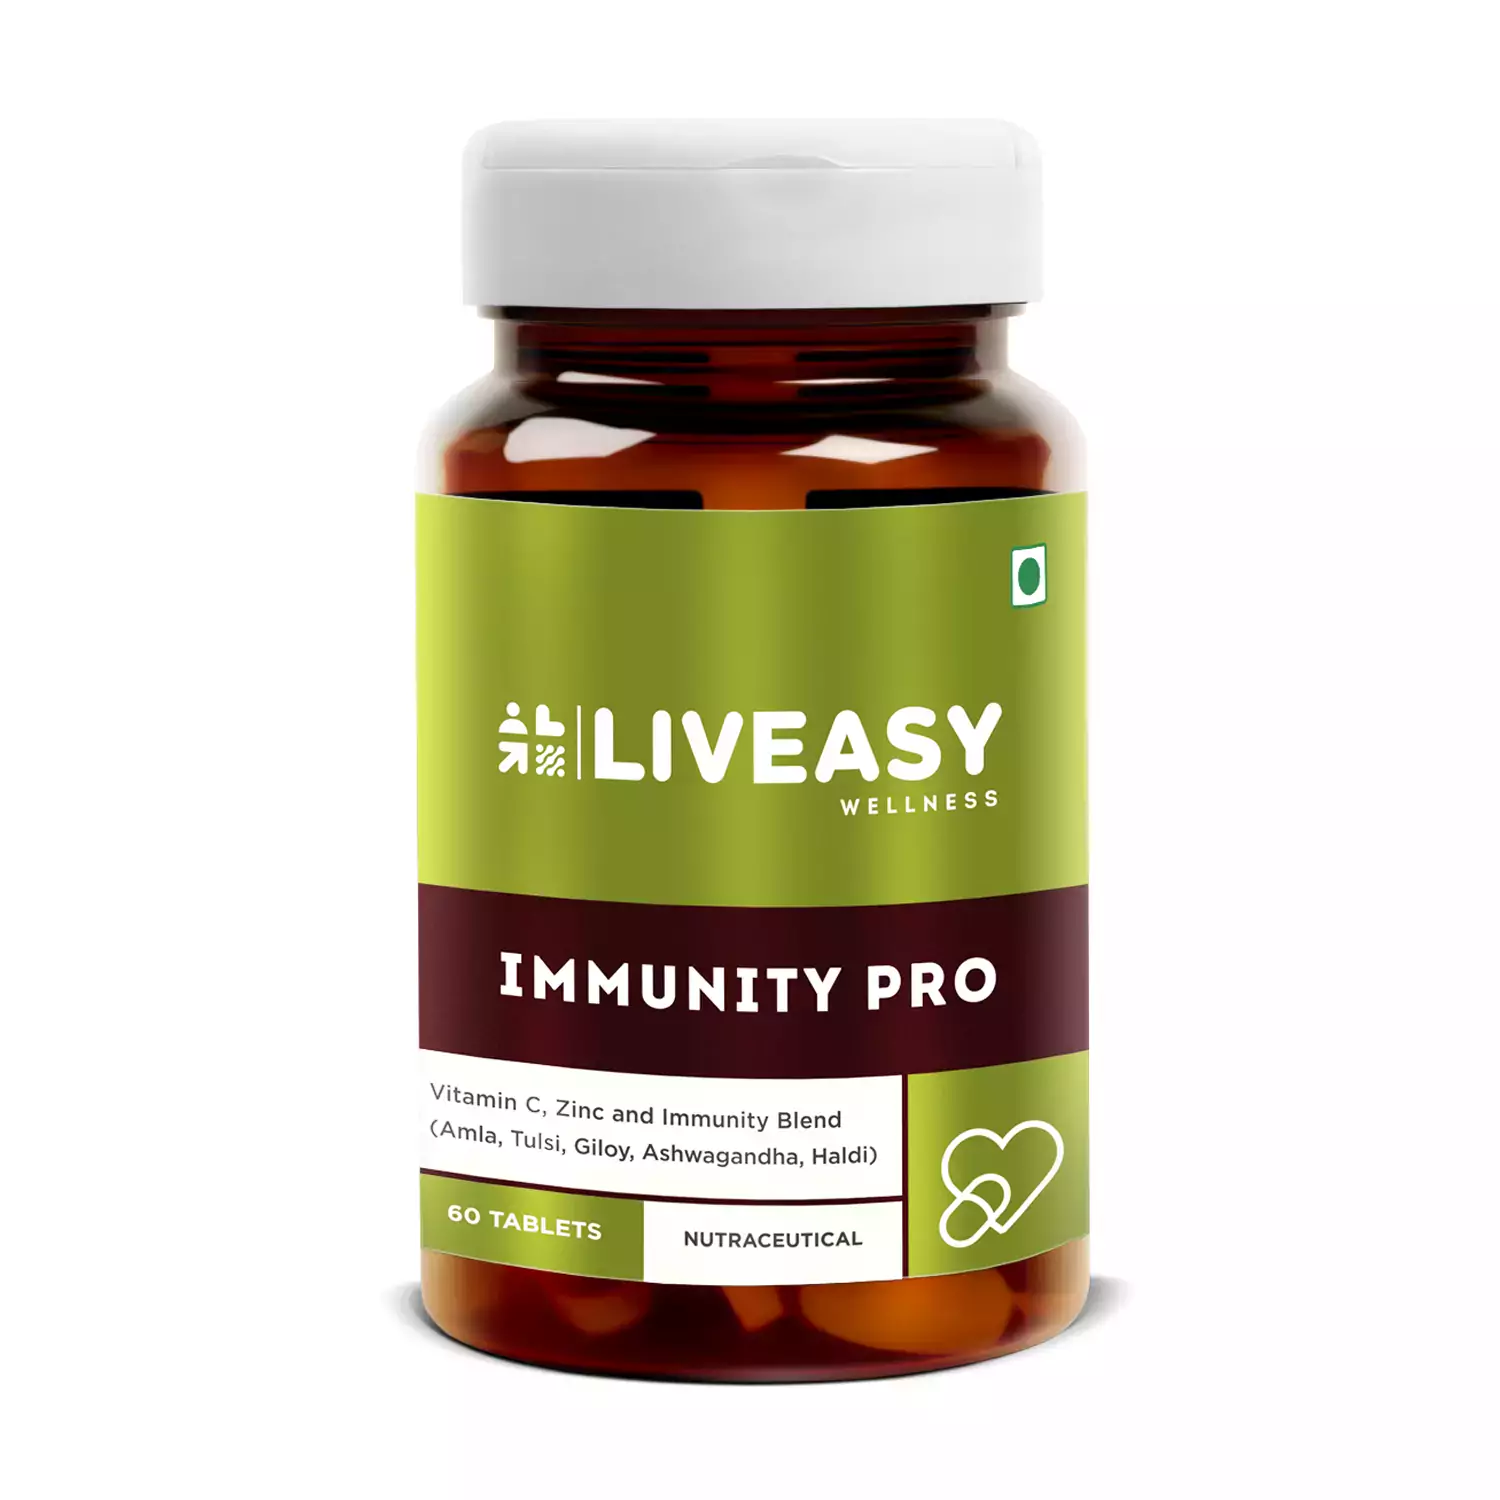 LIVEASY
WELLNESS
IMMUNITY PRO
Vitamin C, Zinc and Immunity Blend
(Amla, Tulsi, Giloy, Ashwagandha, Haldi)
60 TABLETS
NUTRACEUTICAL